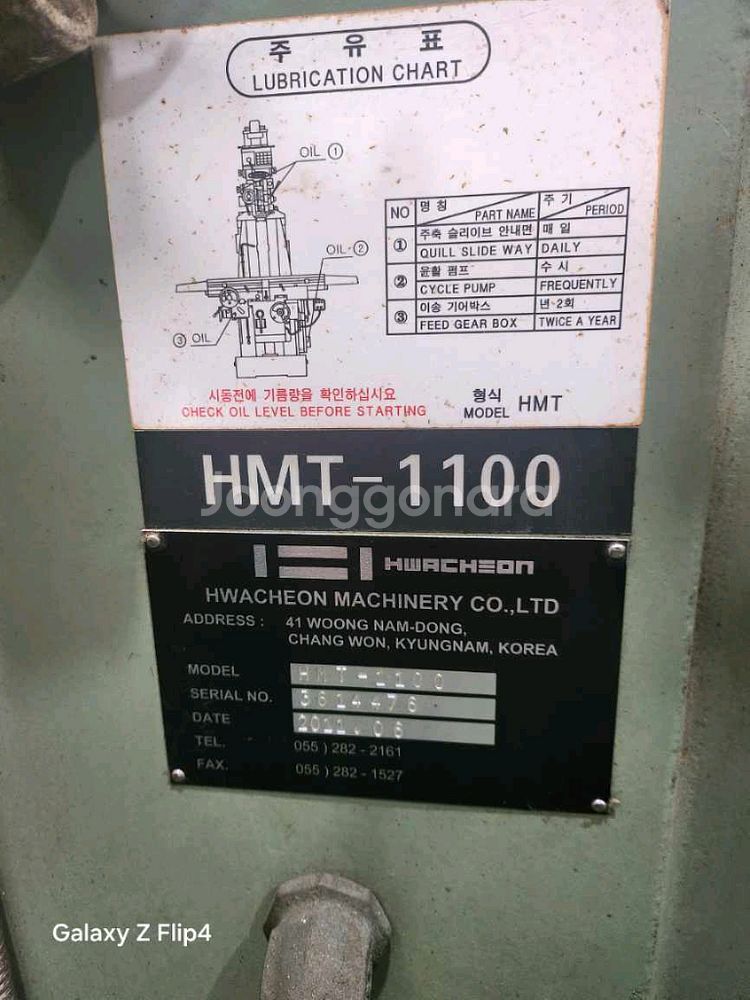 주 유 표
LUBRICATION CHART
OIL ①
OIL-②
③ OIL
NO 명 칭 PART NAME 주 기 PERIOD
① 주축 슬리이브 안내면 매 일
QUILL SLIDE WAY DAILY
② 윤활 펌프 수 시
CYCLE PUMP FREQUENTLY
③ 이송 기어박스 년·2회
FEED GEAR BOX TWICE A YEAR
시동전에 기름량을 확인하십시요
CHECK OIL LEVEL BEFORE STARTING
형식
MODEL HMT
HMT-1100
Joonggonara
HWACHEON
HWACHEON MACHINERY CO.,LTD
ADDRESS : 41 WOONG NAM-DONG,
CHANG WON, KYUNGNAM, KOREA
MODEL HMT-1100
SERIAL NO. 3614476
DATE 2011.06
TEL. 055 ) 282 - 2161
FAX. 055 ) 282 - 1527
Galaxy Z Flip4